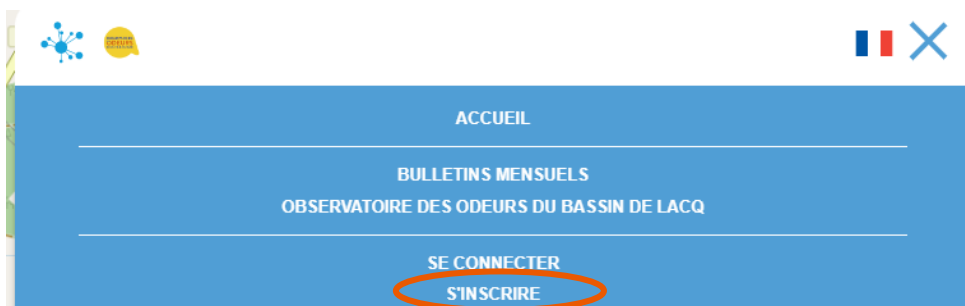 ACCUEIL
BULLETINS MENSUELS
OBSERVATOIRE DES ODEURS DU BASSIN DE LACQ
SE CONNECTER
S'INSCRIRE